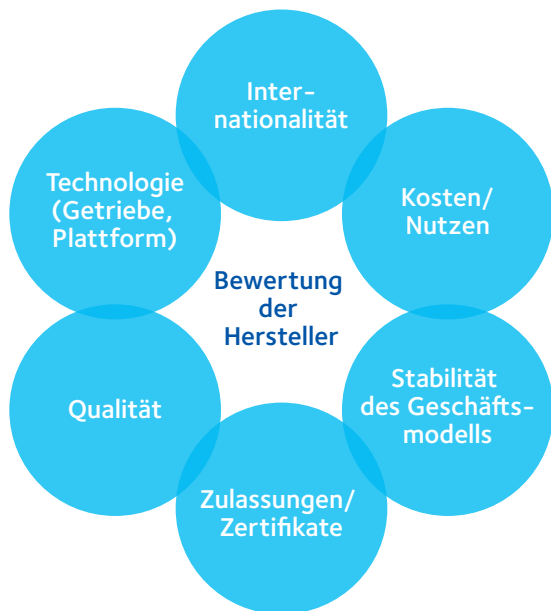 Inter-
nationalität
Technologie
(Getriebe,
Plattform)
Kosten/
Nutzen
Bewertung
der
Hersteller
Qualität
Stabilität
des Geschäfts-
modells
Zulassungen/
Zertifikate